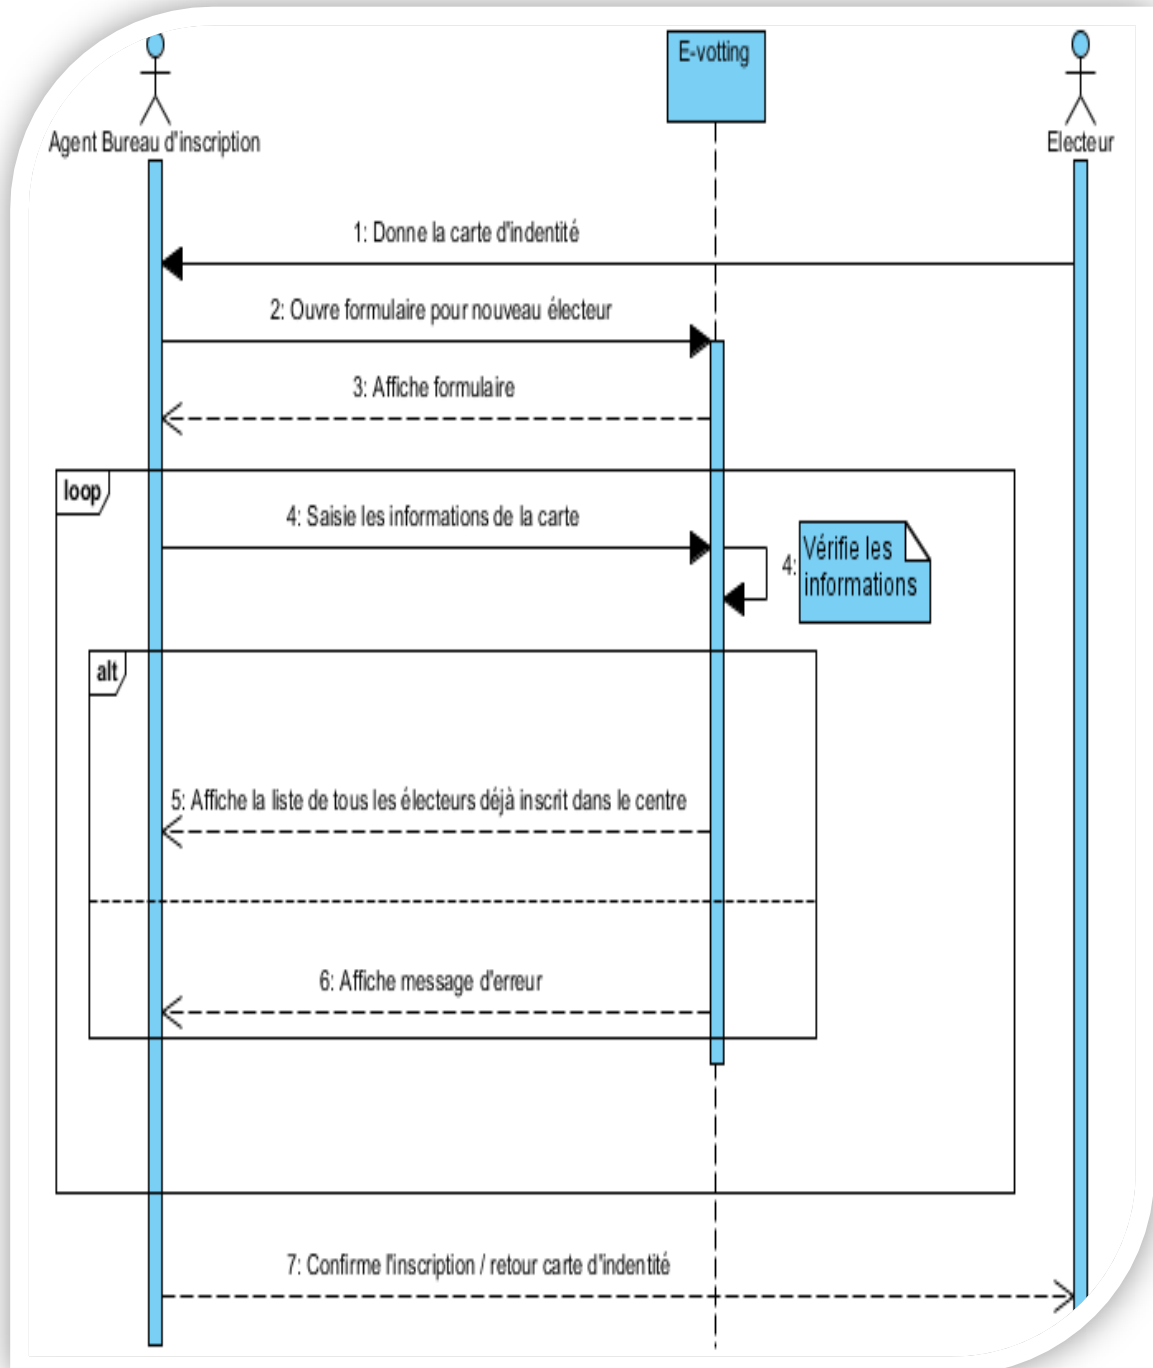 Agent Bureau d'inscription
E-votting
Electeur
1: Donne la carte d'indentité
2: Ouvre formulaire pour nouveau électeur
3: Affiche formulaire
loop
4: Saisie les informations de la carte
4:
Vérifie les
informations
alt
5: Affiche la liste de tous les électeurs déjà inscrit dans le centre
6: Affiche message d'erreur
7: Confirme l'inscription / retour carte d'indentité